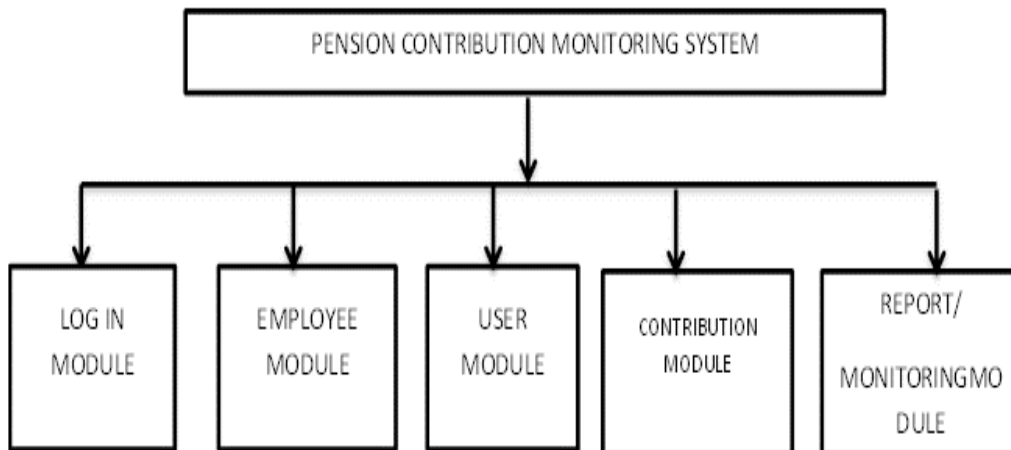 PENSION CONTRIBUTION MONITORING SYSTEM
LOG IN
MODULE
EMPLOYEE
MODULE
USER
MODULE
CONTRIBUTION
MODULE
REPORT/
MONITORINGMO
DULE